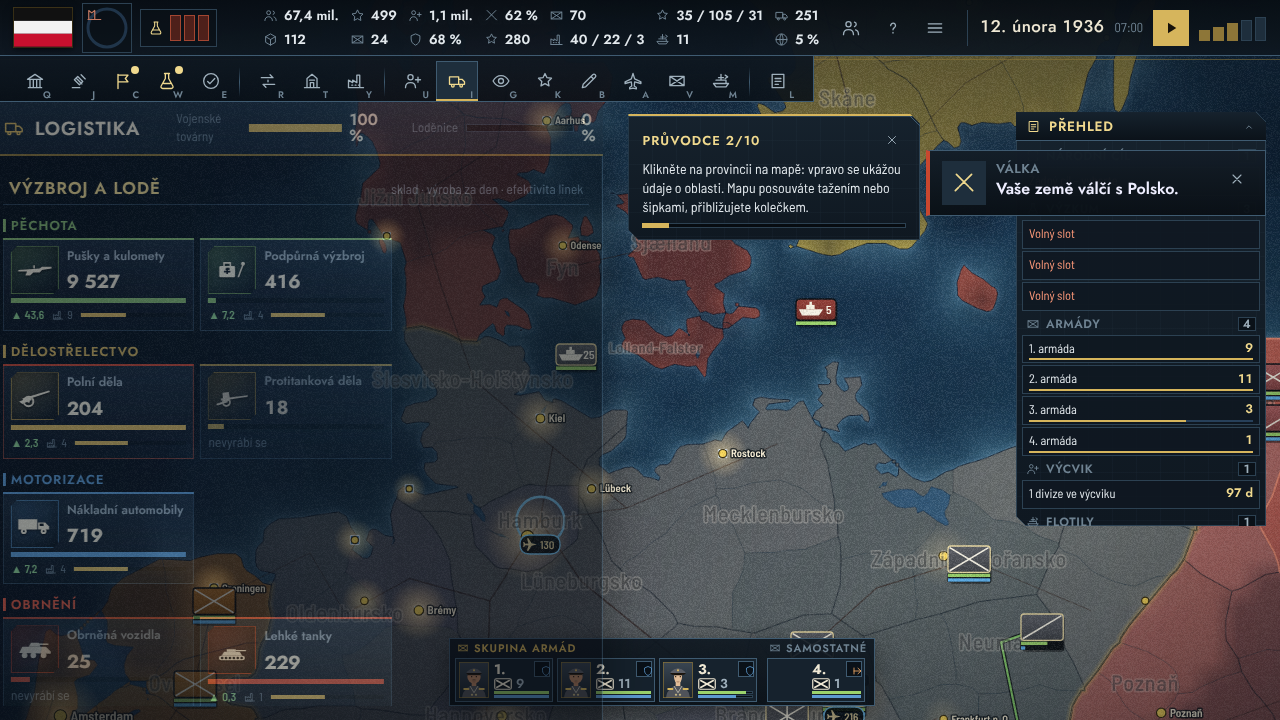 67,4 mil. 499 1,1 mil. 62 % 70 35 / 105 / 31 251
112 24 68 % 280 40 / 22 / 3 11 5 %
? 12. února 1936 07:00
Q J C W E R T Y U I G K B A V M L
LOGISTIKA
Vojenské továrny 100 %
Loděnice 0 %
VÝZBROJ A LODĚ
sklad · výroba za den · efektivita linek
PĚCHOTA
Pušky a kulomety
9 527
43,6 9
Podpůrná výzbroj
416
7,2 4
DĚLOSTŘELECTVO
Polní děla
204
2,3 4
Protitanková děla
18
nevyrábí se
MOTORIZACE
Nákladní automobily
719
7,2 4
OBRNĚNÍ
Obrněná vozidla
25
nevyrábí se
Lehké tanky
229
0,3 1
PRŮVODCE 2/10
Klikněte na provincii na mapě: vpravo se ukážou
údaje o oblasti. Mapu posouváte tažením nebo
šipkami, přibližujete kolečkem.
PŘEHLED
VÁLKA
Vaše země válčí s Polskem.
Volný slot
Volný slot
Volný slot
ARMÁDY 4
1. armáda 9
2. armáda 11
3. armáda 3
4. armáda 1
VÝCVIK 1
1 divize ve výcviku 97 d
FLOTILY 1
Skåne
Aarhus
Jižní Jutsko
Odense
Fyn
Sjælland
5
Lolland-Falster
25
Šlesvicko-Holštýnsko
Kiel
Rostock
Lübeck
Hamburk
130
Mecklenbursko
Lüneburgsko
Oldenbursko
Brémy
Groningen
Amsterdam
Hannoversko
Poznaň
Poznaň
Frankfurt n. O.
216
SKUPINA ARMÁD SAMOSTATNÉ
1. 9
2. 11
3. 3
4. 1